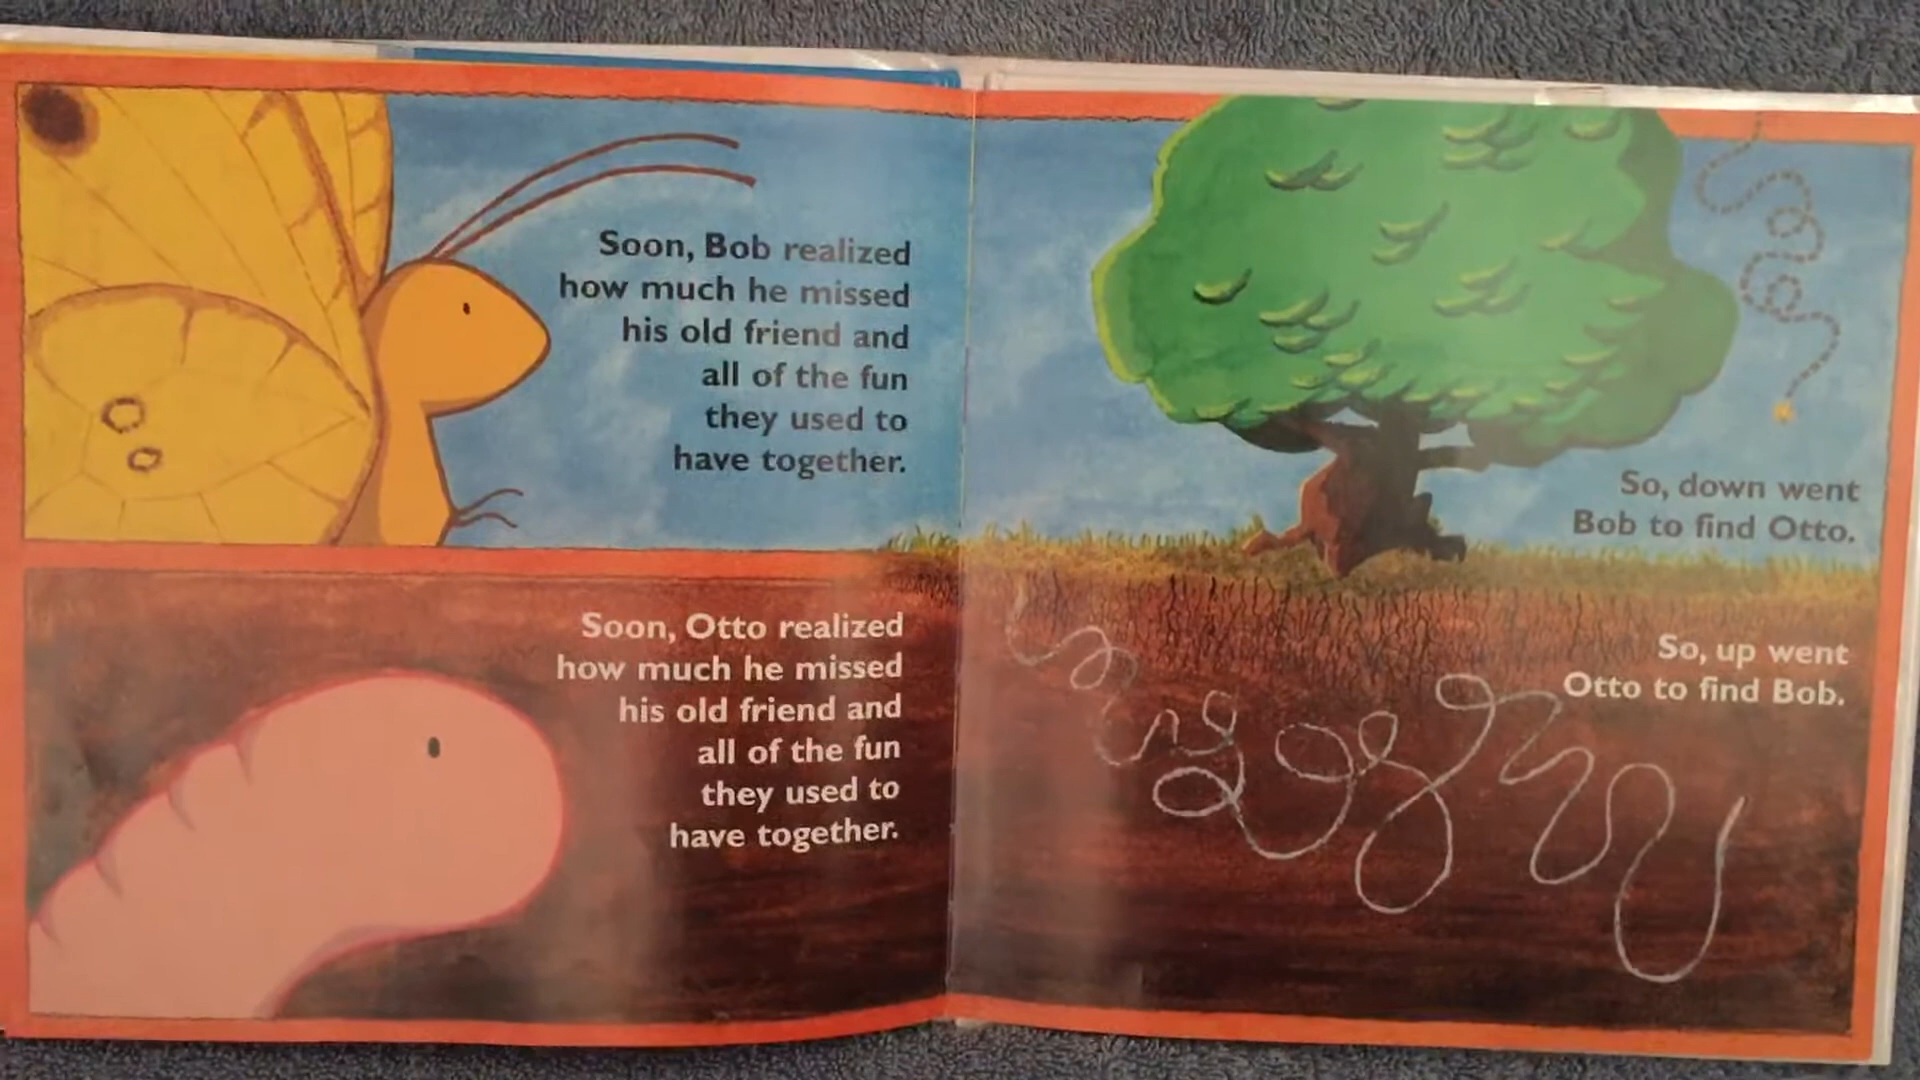 Soon, Bob realized
how much he missed
his old friend and
all of the fun
they used to
have together.
Soon, Otto realized
how much he missed
his old friend and
all of the fun
they used to
have together.
So, down went
Bob to find Otto.
So, up went
Otto to find Bob.